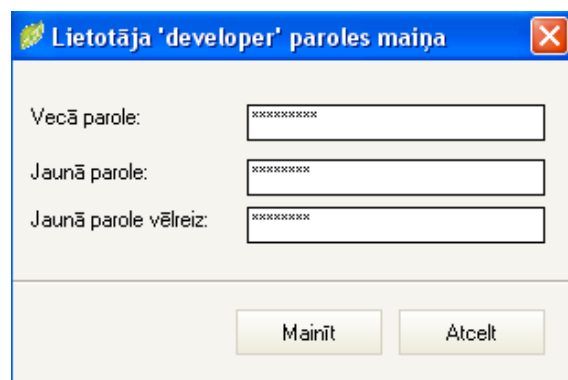 Lietotāja 'developer' paroles maiņa
Vecā parole: *********
Jaunā parole: ********
Jaunā parole vēlreiz: ********
Mainīt Atcelt